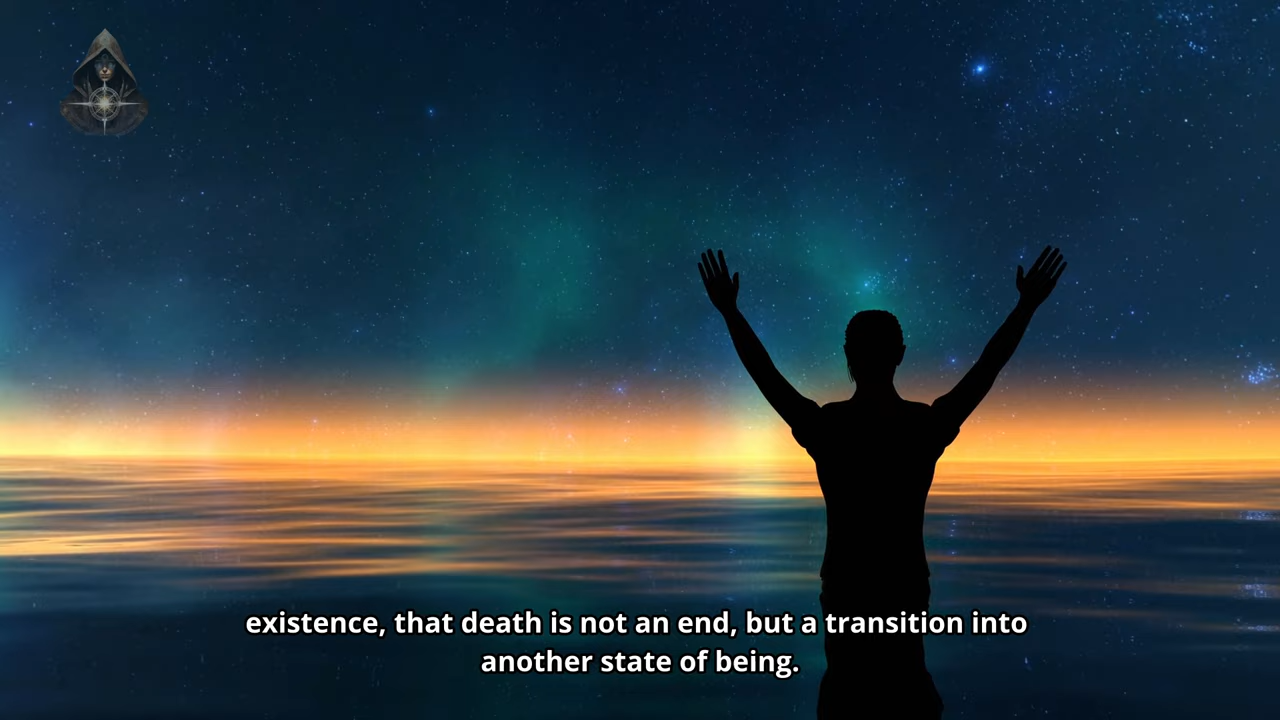 existence, that death is not an end, but a transition into
another state of being.